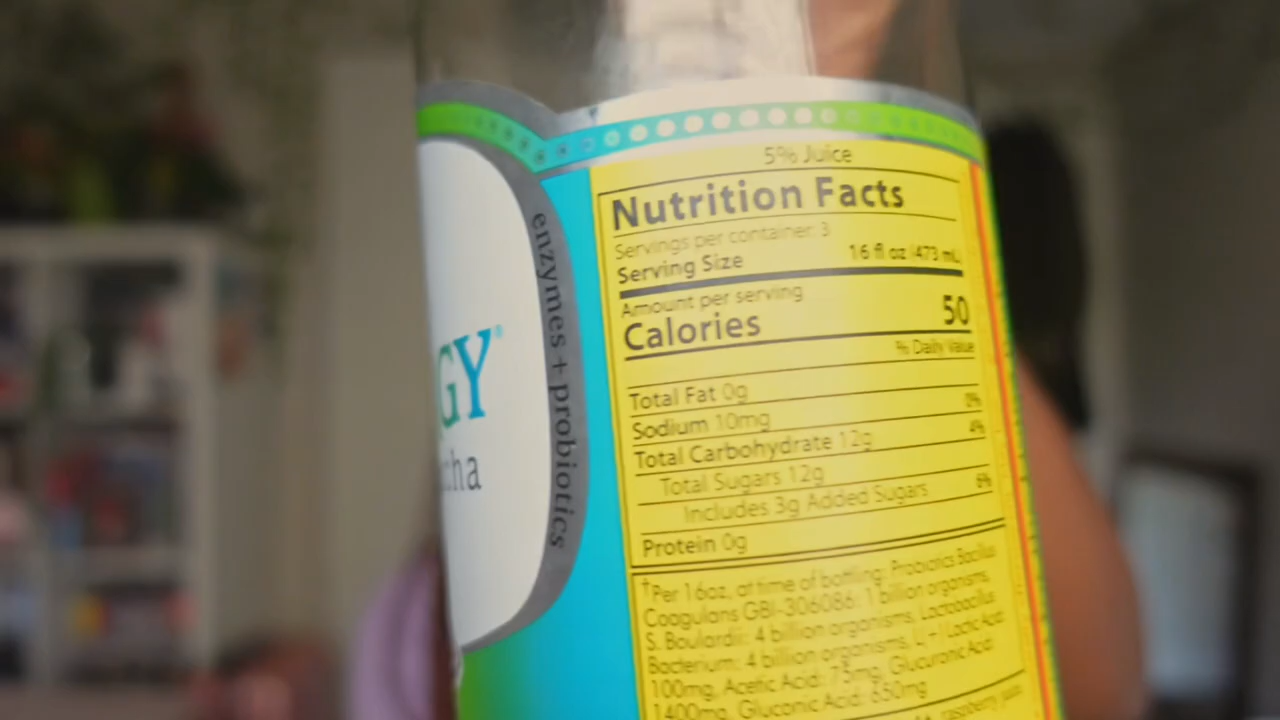 GY®
cha
enzymes + probiotics
5% Juice
Nutrition Facts
Servings per container: 3
Serving Size 16 fl oz (473 mL)
Amount per serving
Calories 50
% Daily Value
Total Fat 0g 0%
Sodium 10mg
Total Carbohydrate 12g 4%
Total Sugars 12g
Includes 3g Added Sugars 6%
Protein 0g
†Per 16oz, at time of bottling: Probiotics Bacillus
Coagulans GBI-306086: 1 billion organisms,
S. Boulardii: 4 billion organisms, Lactobacillus
Bacterium: 4 billion organisms, L(+) Lactic Acid
100mg, Acetic Acid: 75mg, Glucuronic Acid
1400mg, Gluconic Acid: 650mg
raspberry juice,